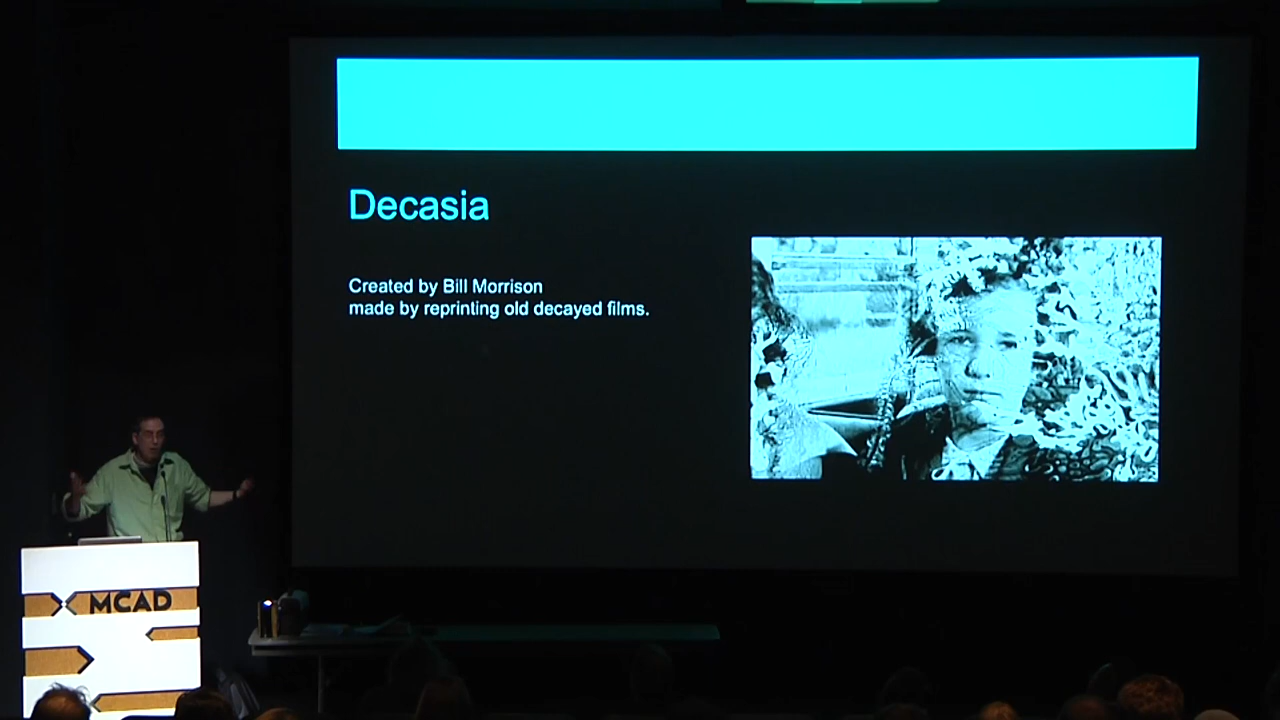 Decasia
Created by Bill Morrison
made by reprinting old decayed films.
MCAD